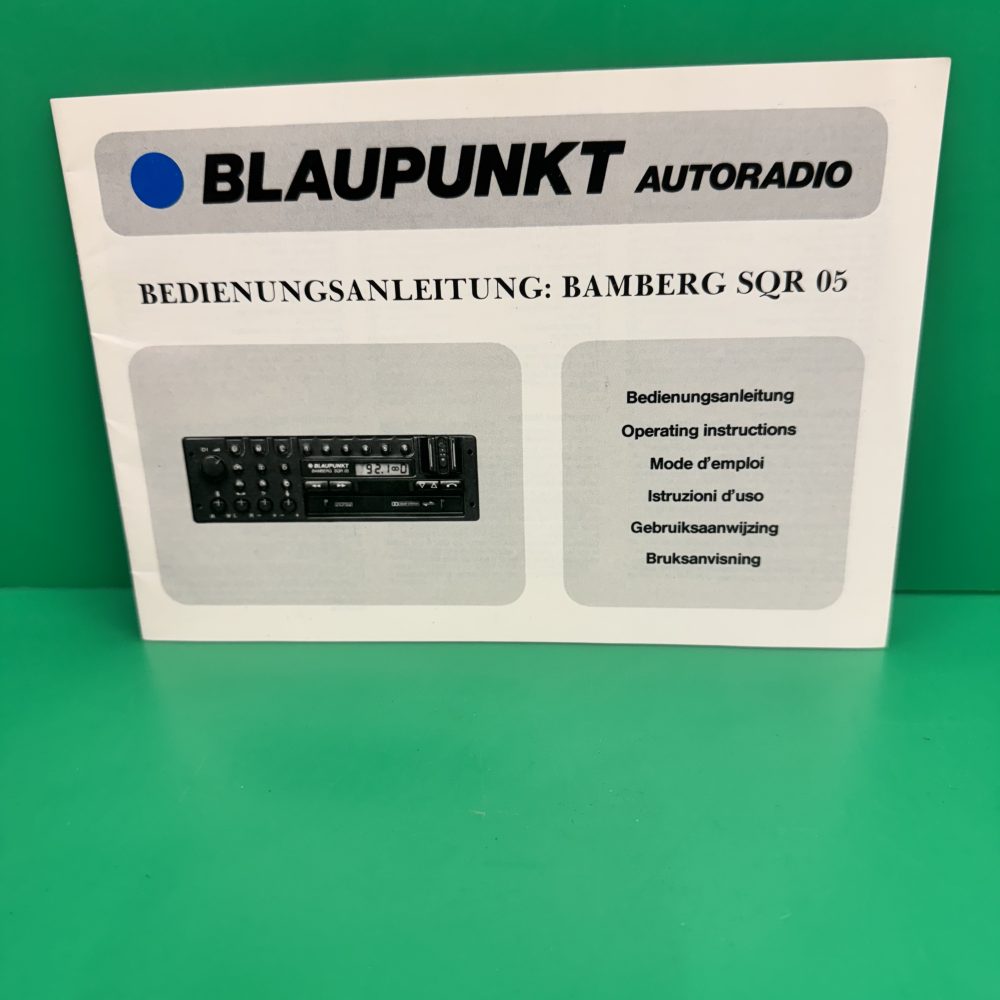 BLAUPUNKT AUTORADIO
BEDIENUNGSANLEITUNG: BAMBERG SQR 05
BLAUPUNKT
BAMBERG SQR 05
92.1
Bedienungsanleitung
Operating instructions
Mode d'emploi
Istruzioni d'uso
Gebruiksaanwijzing
Bruksanvisning